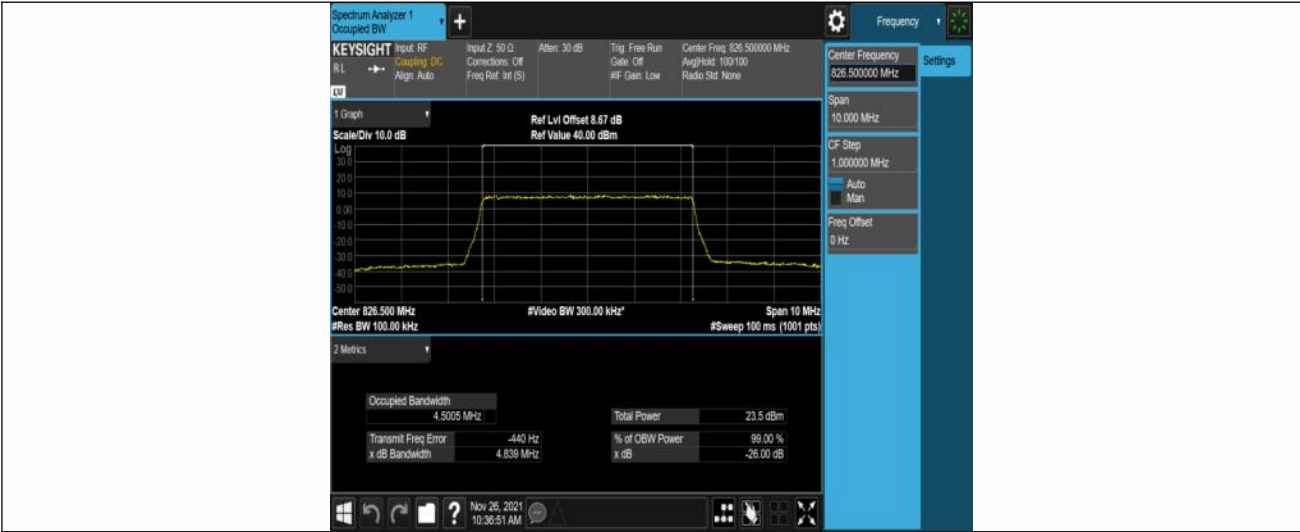 Spectrum Analyzer 1
Occupied BW
Frequency
KEYSIGHT Input: RF Input Z: 50 Ω Atten: 30 dB Trig: Free Run Center Freq: 826.500000 MHz
RL Coupling: DC Corrections: Off Gate: Off Avg|Hold: 100/100
Align: Auto Freq Ref: Int (S) #IF Gain: Low Radio Std: None
Center Frequency
826.500000 MHz
Settings
Span
10.000 MHz
CF Step
1.000000 MHz
Auto
Man
Freq Offset
0 Hz
1 Graph
Ref Lvl Offset 8.67 dB
Scale/Div 10.0 dB Ref Value 40.00 dBm
Log
30.0
20.0
10.0
0.00
-10.0
-20.0
-30.0
-40.0
-50.0
Center 826.500 MHz #Video BW 300.00 kHz* Span 10 MHz
#Res BW 100.00 kHz #Sweep 100 ms (1001 pts)
2 Metrics
Occupied Bandwidth
4.5005 MHz Total Power 23.5 dBm
Transmit Freq Error -440 Hz % of OBW Power 99.00 %
x dB Bandwidth 4.839 MHz x dB -26.00 dB
Nov 26, 2021
10:36:51 AM